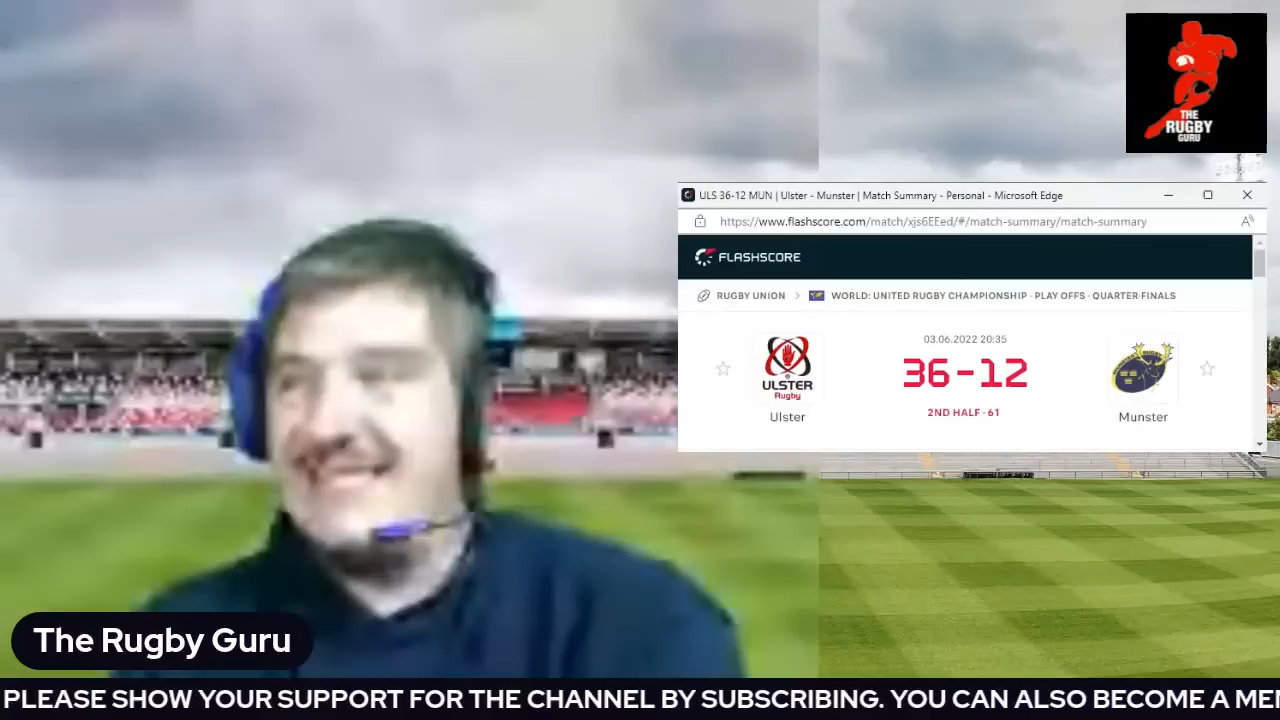 THE
RUGBY
GURU
ULS 36-12 MUN | Ulster - Munster | Match Summary - Personal - Microsoft Edge
https://www.flashscore.com/match/xjs6EEed/#/match-summary/match-summary
FLASHSCORE
RUGBY UNION > WORLD: UNITED RUGBY CHAMPIONSHIP - PLAY OFFS - QUARTER-FINALS
03.06.2022 20:35
36-12
2ND HALF - 61
ULSTER
Rugby
Ulster
Munster
The Rugby Guru
PLEASE SHOW YOUR SUPPORT FOR THE CHANNEL BY SUBSCRIBING. YOU CAN ALSO BECOME A MEM